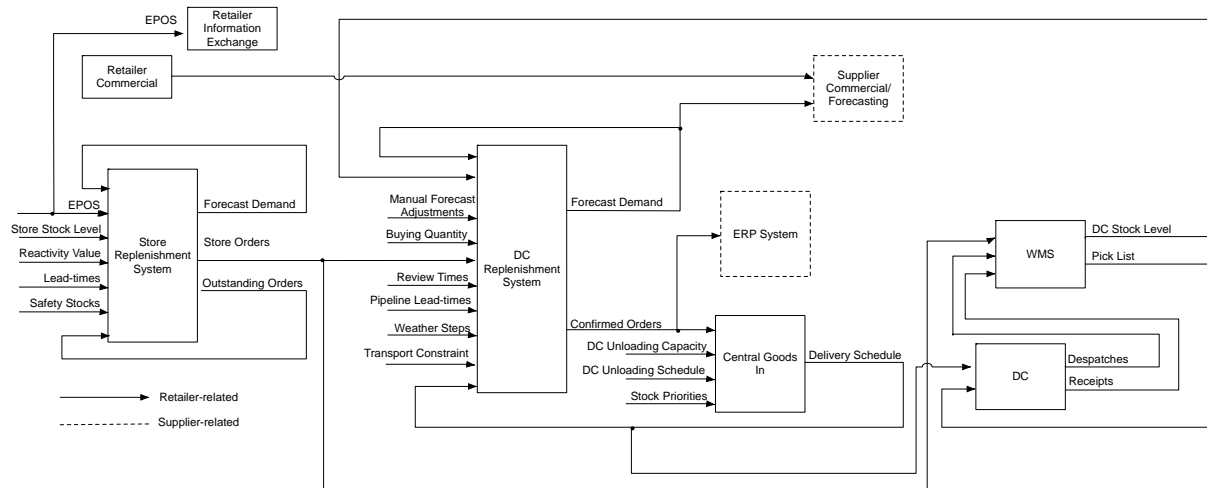 EPOS
Retailer
Information
Exchange
Retailer
Commercial
Supplier
Commercial/
Forecasting
EPOS
Store Stock Level
Reactivity Value
Lead-times
Safety Stocks
Store
Replenishment
System
Forecast Demand
Store Orders
Outstanding Orders
Manual Forecast
Adjustments
Buying Quantity
Review Times
Pipeline Lead-times
Weather Steps
Transport Constraint
DC
Replenishment
System
Forecast Demand
Confirmed Orders
ERP System
DC Unloading Capacity
DC Unloading Schedule
Stock Priorities
Central Goods
In
Delivery Schedule
WMS
DC Stock Level
Pick List
DC
Despatches
Receipts
Retailer-related
Supplier-related